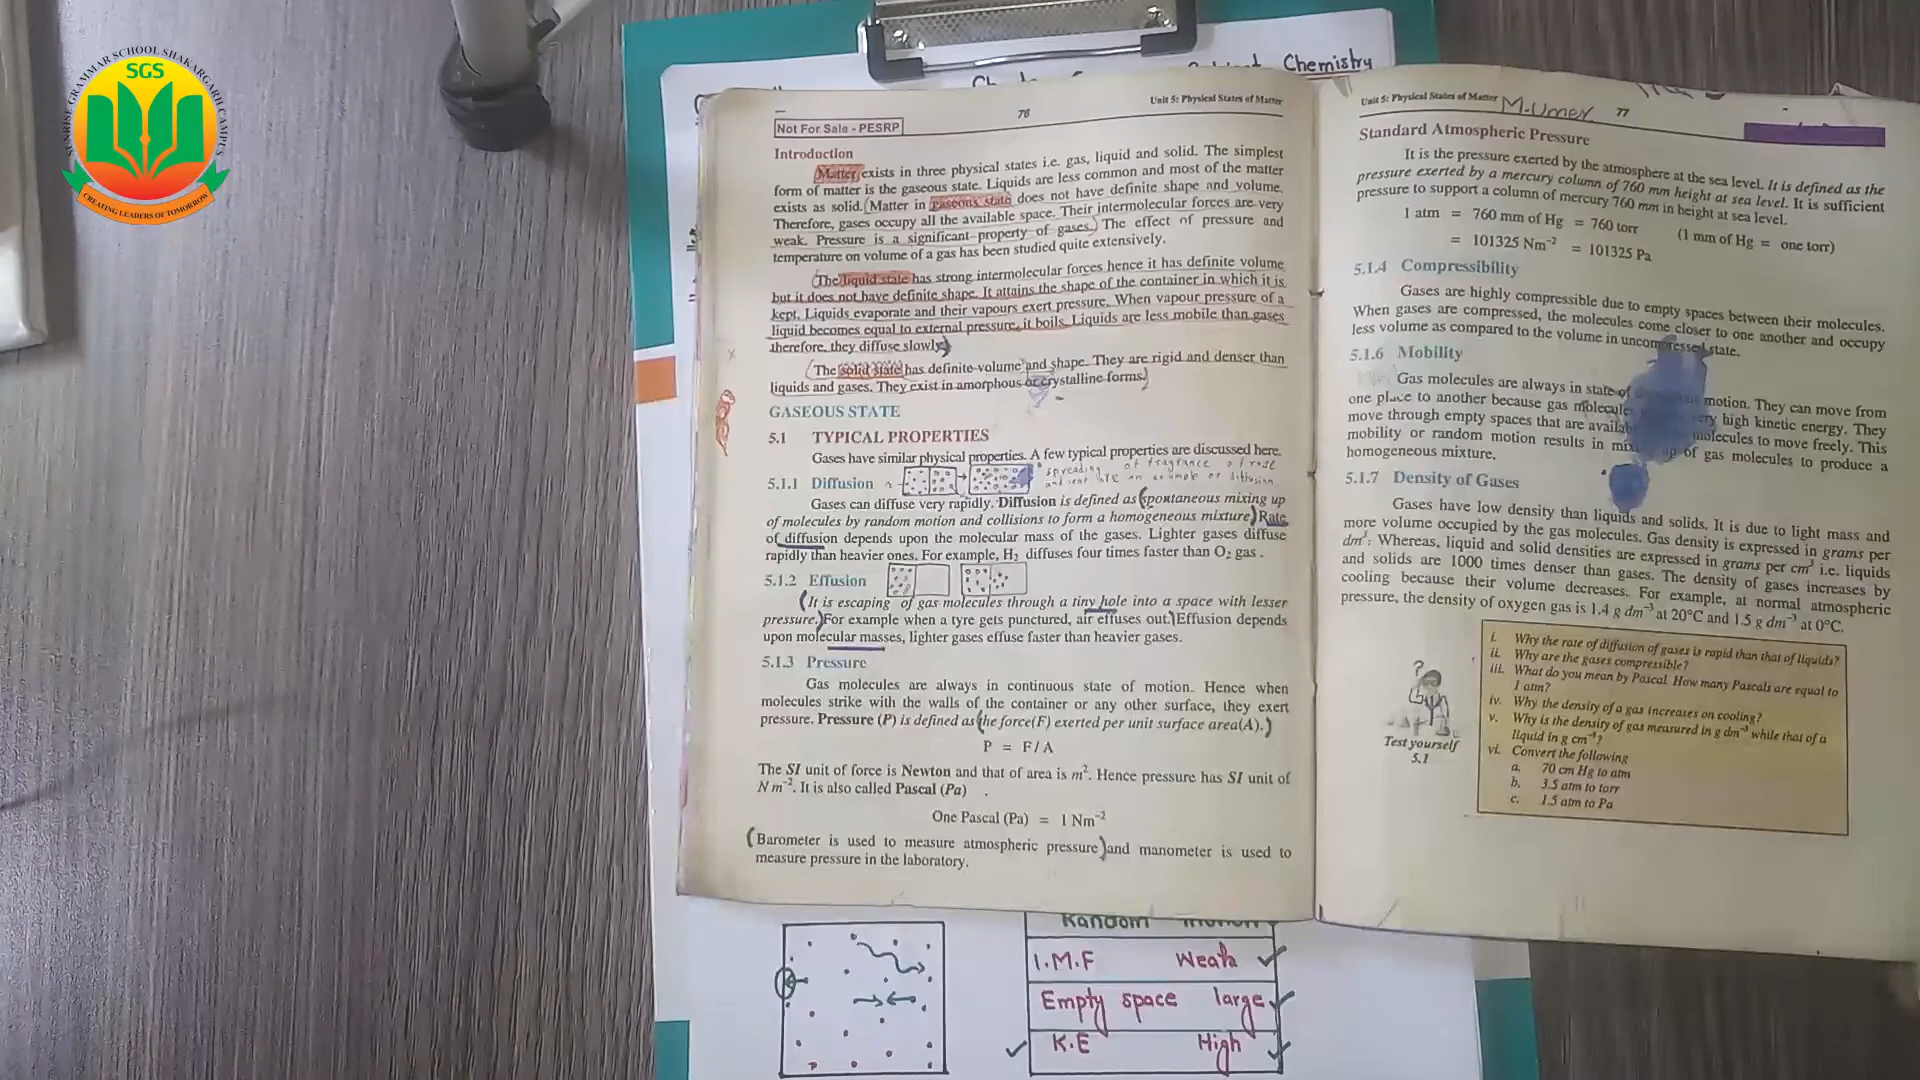 SUNRISE GRAMMAR SCHOOL SHAKARGARH CAMPUS
SGS
CREATING LEADERS OF TOMORROW
Chemistry
76
Unit 5: Physical States of Matter
Not For Sale - PESRP
Introduction
Matter exists in three physical states i.e. gas, liquid and solid. The simplest
form of matter is the gaseous state. Liquids are less common and most of the matter
exists as solid. Matter in gaseous state does not have definite shape and volume.
Therefore, gases occupy all the available space. Their intermolecular forces are very
weak. Pressure is a significant property of gases. The effect of pressure and
temperature on volume of a gas has been studied quite extensively.
The liquid state has strong intermolecular forces hence it has definite volume
but it does not have definite shape. It attains the shape of the container in which it is
kept. Liquids evaporate and their vapours exert pressure. When vapour pressure of a
liquid becomes equal to external pressure, it boils. Liquids are less mobile than gases
therefore, they diffuse slowly.
The solid state has definite volume and shape. They are rigid and denser than
liquids and gases. They exist in amorphous or crystalline forms.
GASEOUS STATE
5.1 TYPICAL PROPERTIES
Gases have similar physical properties. A few typical properties are discussed here.
spreading of fragrance of rose
5.1.1 Diffusion
and scent are an example of diffusion
Gases can diffuse very rapidly. Diffusion is defined as spontaneous mixing up
of molecules by random motion and collisions to form a homogeneous mixture. Rate
of diffusion depends upon the molecular mass of the gases. Lighter gases diffuse
rapidly than heavier ones. For example, H₂ diffuses four times faster than O₂ gas.
5.1.2 Effusion
It is escaping of gas molecules through a tiny hole into a space with lesser
pressure. For example when a tyre gets punctured, air effuses out. Effusion depends
upon molecular masses, lighter gases effuse faster than heavier gases.
5.1.3 Pressure
Gas molecules are always in continuous state of motion. Hence when
molecules strike with the walls of the container or any other surface, they exert
pressure. Pressure (P) is defined as the force(F) exerted per unit surface area(A).
P = F / A
The SI unit of force is Newton and that of area is m². Hence pressure has SI unit of
N m⁻². It is also called Pascal (Pa)
One Pascal (Pa) = 1 Nm⁻²
(Barometer is used to measure atmospheric pressure) and manometer is used to
measure pressure in the laboratory.
Unit 5: Physical States of Matter
M-Umer
77
Standard Atmospheric Pressure
It is the pressure exerted by the atmosphere at the sea level. It is defined as the
pressure exerted by a mercury column of 760 mm height at sea level. It is sufficient
pressure to support a column of mercury 760 mm in height at sea level.
1 atm = 760 mm of Hg = 760 torr (1 mm of Hg = one torr)
= 101325 Nm⁻² = 101325 Pa
5.1.4 Compressibility
Gases are highly compressible due to empty spaces between their molecules.
When gases are compressed, the molecules come closer to one another and occupy
less volume as compared to the volume in uncompressed state.
5.1.6 Mobility
Gas molecules are always in state of motion. They can move from
one place to another because gas molecules very high kinetic energy. They
move through empty spaces that are available molecules to move freely. This
mobility or random motion results in mixing up of gas molecules to produce a
homogeneous mixture.
5.1.7 Density of Gases
Gases have low density than liquids and solids. It is due to light mass and
more volume occupied by the gas molecules. Gas density is expressed in grams per
dm³. Whereas, liquid and solid densities are expressed in grams per cm³ i.e. liquids
and solids are 1000 times denser than gases. The density of gases increases by
cooling because their volume decreases. For example, at normal atmospheric
pressure, the density of oxygen gas is 1.4 g dm⁻³ at 20°C and 1.5 g dm⁻³ at 0°C.
?
Test yourself
5.1
i. Why the rate of diffusion of gases is rapid than that of liquids?
ii. Why are the gases compressible?
iii. What do you mean by Pascal. How many Pascals are equal to
1 atm?
iv. Why the density of a gas increases on cooling?
v. Why is the density of gas measured in g dm⁻³ while that of a
liquid in g cm⁻³?
vi. Convert the following
a. 70 cm Hg to atm
b. 3.5 atm to torr
c. 1.5 atm to Pa
Random motion
I.M.F Weak
Empty space large
K.E High